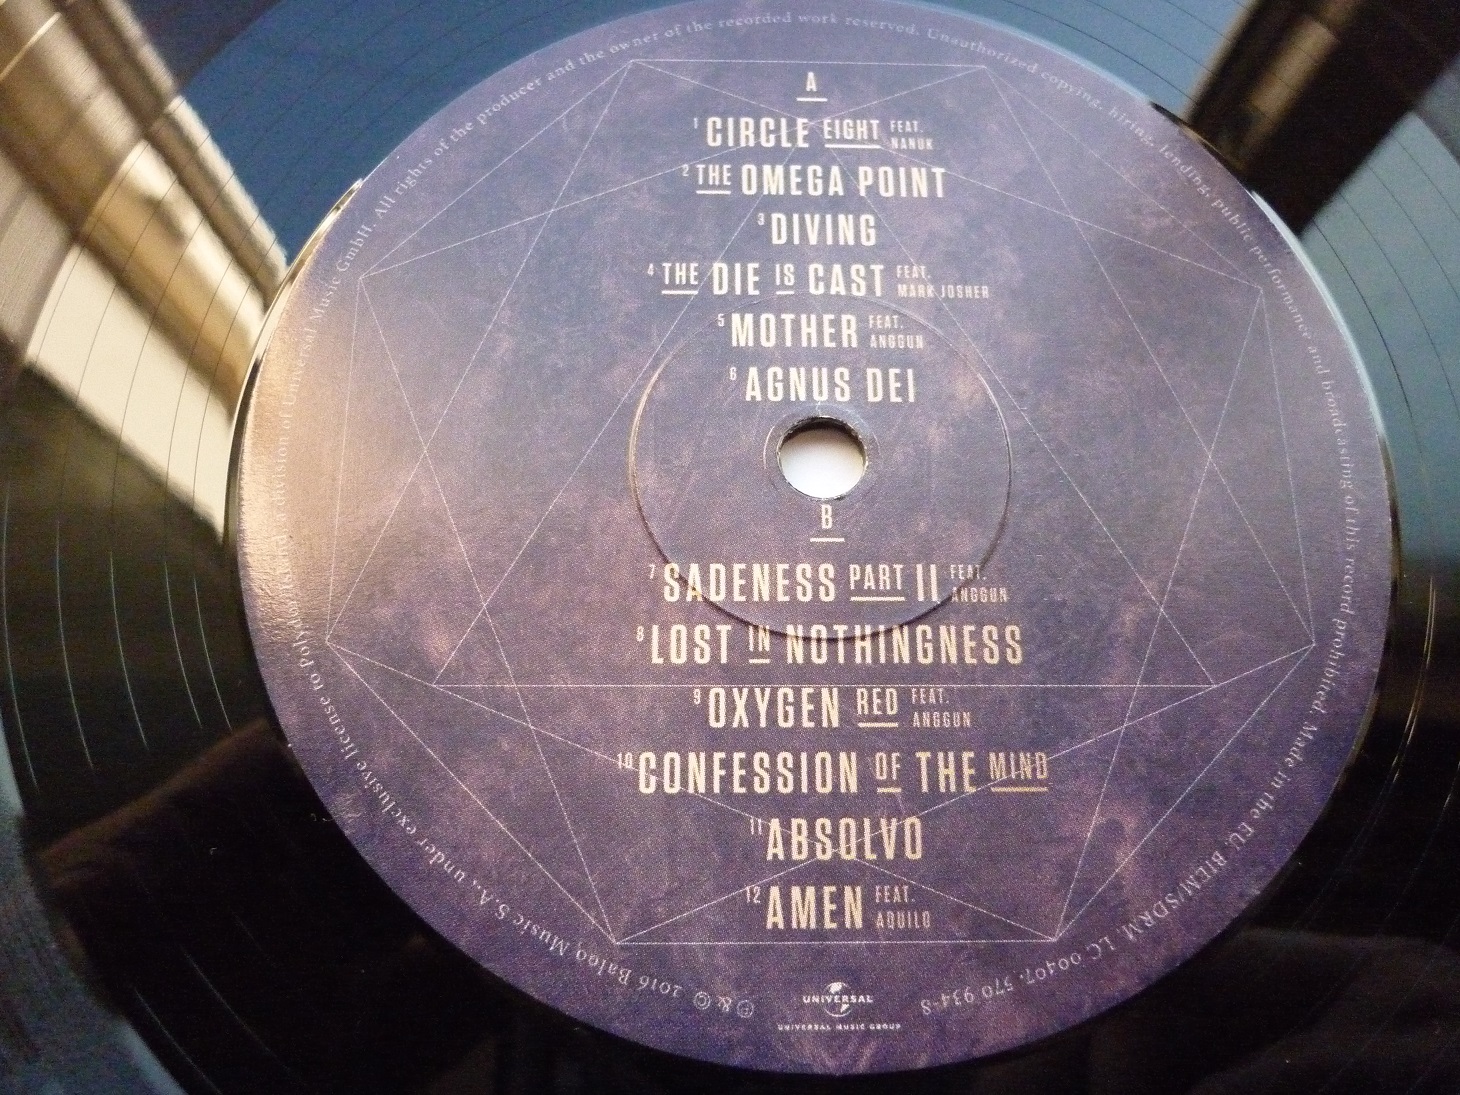 A
1 CIRCLE EIGHT FEAT. NANUK
2 THE OMEGA POINT
3 DIVING
4 THE DIE IS CAST FEAT. MARK JOSHER
5 MOTHER FEAT. ANGGUN
6 AGNUS DEI
B
7 SADENESS PART II FEAT. ANGGUN
8 LOST IN NOTHINGNESS
9 OXYGEN RED FEAT. ANGGUN
10 CONFESSION OF THE MIND
11 ABSOLVO
12 AMEN FEAT. AQUILO
UNIVERSAL
UNIVERSAL MUSIC GROUP
℗ & © 2016 Baloo Music S.A., under exclusive license to Polydor/Island, a division of Universal Music GmbH. All rights of the producer and the owner of the recorded work reserved. Unauthorized copying, hiring, lending, public performance and broadcasting of this record prohibited. Made in the EU. BIEM/SDRM. LC 00407. 570 934-8